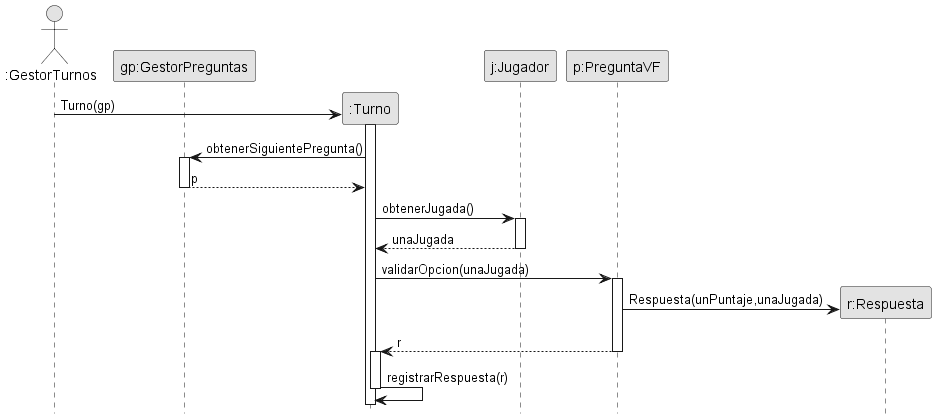 :GestorTurnos
gp:GestorPreguntas
j:Jugador
p:PreguntaVF
Turno(gp)
:Turno
obtenerSiguientePregunta()
p
obtenerJugada()
unaJugada
validarOpcion(unaJugada)
Respuesta(unPuntaje,unaJugada)
r:Respuesta
r
registrarRespuesta(r)